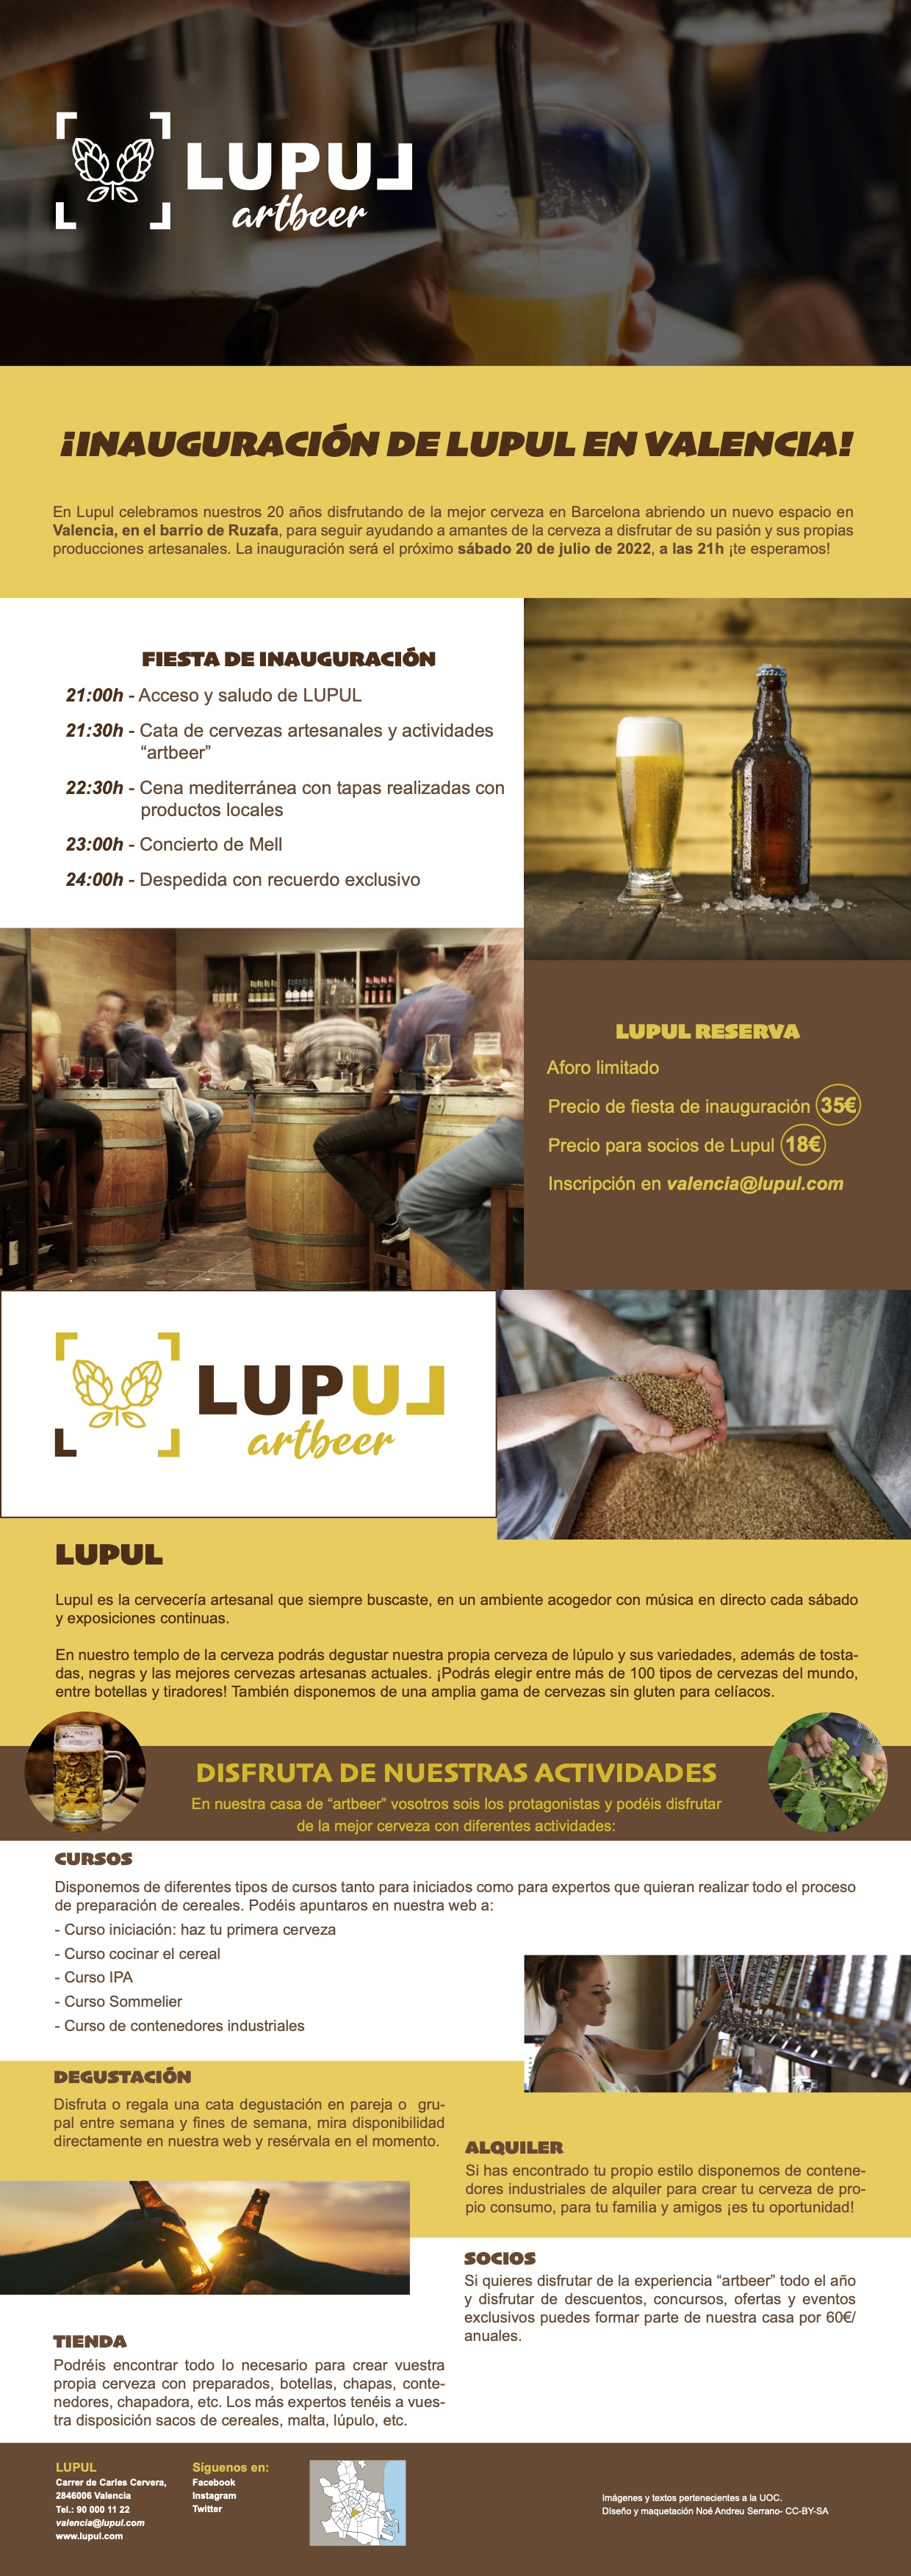 LUPUL
artbeer
¡INAUGURACIÓN DE LUPUL EN VALENCIA!
En Lupul celebramos nuestros 20 años disfrutando de la mejor cerveza en Barcelona abriendo un nuevo espacio en
Valencia, en el barrio de Ruzafa, para seguir ayudando a amantes de la cerveza a disfrutar de su pasión y sus propias
producciones artesanales. La inauguración será el próximo sábado 20 de julio de 2022, a las 21h ¡te esperamos!
FIESTA DE INAUGURACIÓN
21:00h - Acceso y saludo de LUPUL
21:30h - Cata de cervezas artesanales y actividades
“artbeer”
22:30h - Cena mediterránea con tapas realizadas con
productos locales
23:00h - Concierto de Mell
24:00h - Despedida con recuerdo exclusivo
LUPUL RESERVA
Aforo limitado
Precio de fiesta de inauguración 35€
Precio para socios de Lupul 18€
Inscripción en valencia@lupul.com
LUPUL
artbeer
LUPUL
Lupul es la cervecería artesanal que siempre buscaste, en un ambiente acogedor con música en directo cada sábado
y exposiciones continuas.
En nuestro templo de la cerveza podrás degustar nuestra propia cerveza de lúpulo y sus variedades, además de tosta-
das, negras y las mejores cervezas artesanas actuales. ¡Podrás elegir entre más de 100 tipos de cervezas del mundo,
entre botellas y tiradores! También disponemos de una amplia gama de cervezas sin gluten para celíacos.
DISFRUTA DE NUESTRAS ACTIVIDADES
En nuestra casa de “artbeer” vosotros sois los protagonistas y podéis disfrutar
de la mejor cerveza con diferentes actividades:
CURSOS
Disponemos de diferentes tipos de cursos tanto para iniciados como para expertos que quieran realizar todo el proceso
de preparación de cereales. Podéis apuntaros en nuestra web a:
- Curso iniciación: haz tu primera cerveza
- Curso cocinar el cereal
- Curso IPA
- Curso Sommelier
- Curso de contenedores industriales
DEGUSTACIÓN
Disfruta o regala una cata degustación en pareja o gru-
pal entre semana y fines de semana, mira disponibilidad
directamente en nuestra web y resérvala en el momento.
ALQUILER
Si has encontrado tu propio estilo disponemos de contene-
dores industriales de alquiler para crear tu cerveza de pro-
pio consumo, para tu familia y amigos ¡es tu oportunidad!
SOCIOS
Si quieres disfrutar de la experiencia “artbeer” todo el año
y disfrutar de descuentos, concursos, ofertas y eventos
exclusivos puedes formar parte de nuestra casa por 60€/
anuales.
TIENDA
Podréis encontrar todo lo necesario para crear vuestra
propia cerveza con preparados, botellas, chapas, conte-
nedores, chapadora, etc. Los más expertos tenéis a vues-
tra disposición sacos de cereales, malta, lúpulo, etc.
LUPUL
Carrer de Carles Cervera,
2846006 Valencia
Tel.: 90 000 11 22
valencia@lupul.com
www.lupul.com
Síguenos en:
Facebook
Instagram
Twitter
Imágenes y textos pertenecientes a la UOC.
Diseño y maquetación Noé Andreu Serrano- CC-BY-SA